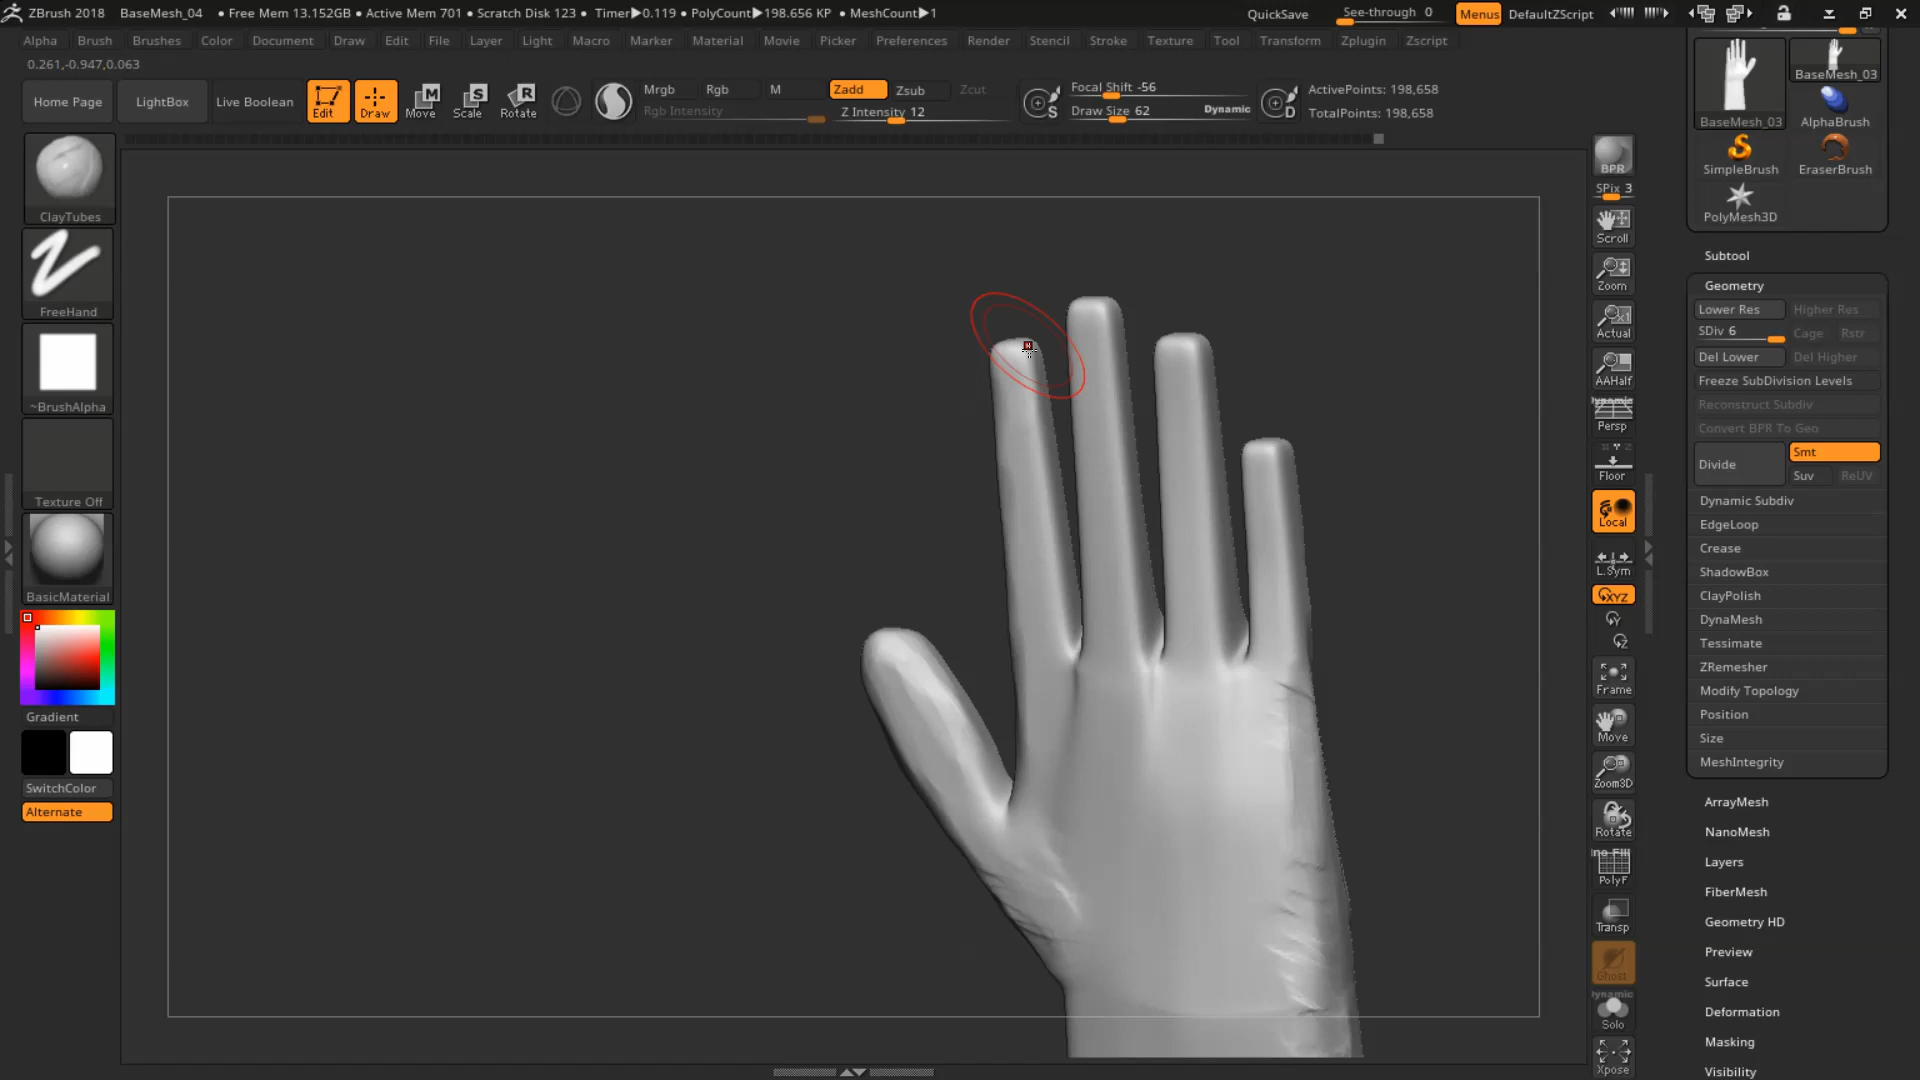 ZBrush 2018 BaseMesh_04 • Free Mem 13.152GB • Active Mem 701 • Scratch Disk 123 • Timer▶0.119 • PolyCount▶198.656 KP • MeshCount▶1 QuickSave See-through 0 Menus DefaultZScript
Alpha Brush Brushes Color Document Draw Edit File Layer Light Macro Marker Material Movie Picker Preferences Render Stencil Stroke Texture Tool Transform Zplugin Zscript
0.261,-0.947,0.063
Home Page LightBox Live Boolean Edit Draw Move Scale Rotate
Mrgb Rgb M Zadd Zsub Zcut
Rgb Intensity Z Intensity 12
Focal Shift -56
Draw Size 62 Dynamic
ActivePoints: 198,658
TotalPoints: 198,658
ClayTubes
FreeHand
~BrushAlpha
Texture Off
BasicMaterial
Gradient
SwitchColor
Alternate
BPR
SPix 3
Scroll
Zoom
Actual
AAHalf
Dynamic
Persp
Floor
Local
L.Sym
XYZ
Frame
Move
Zoom3D
Rotate
Line Fill
PolyF
Transp
Ghost
Dynamic
Solo
Xpose
BaseMesh_03
BaseMesh_03 AlphaBrush
SimpleBrush EraserBrush
PolyMesh3D
Subtool
Geometry
Lower Res Higher Res
SDiv 6 Cage Rstr
Del Lower Del Higher
Freeze SubDivision Levels
Reconstruct Subdiv
Convert BPR To Geo
Divide Smt
Suv ReUV
Dynamic Subdiv
EdgeLoop
Crease
ShadowBox
ClayPolish
DynaMesh
Tessimate
ZRemesher
Modify Topology
Position
Size
MeshIntegrity
ArrayMesh
NanoMesh
Layers
FiberMesh
Geometry HD
Preview
Surface
Deformation
Masking
Visibility